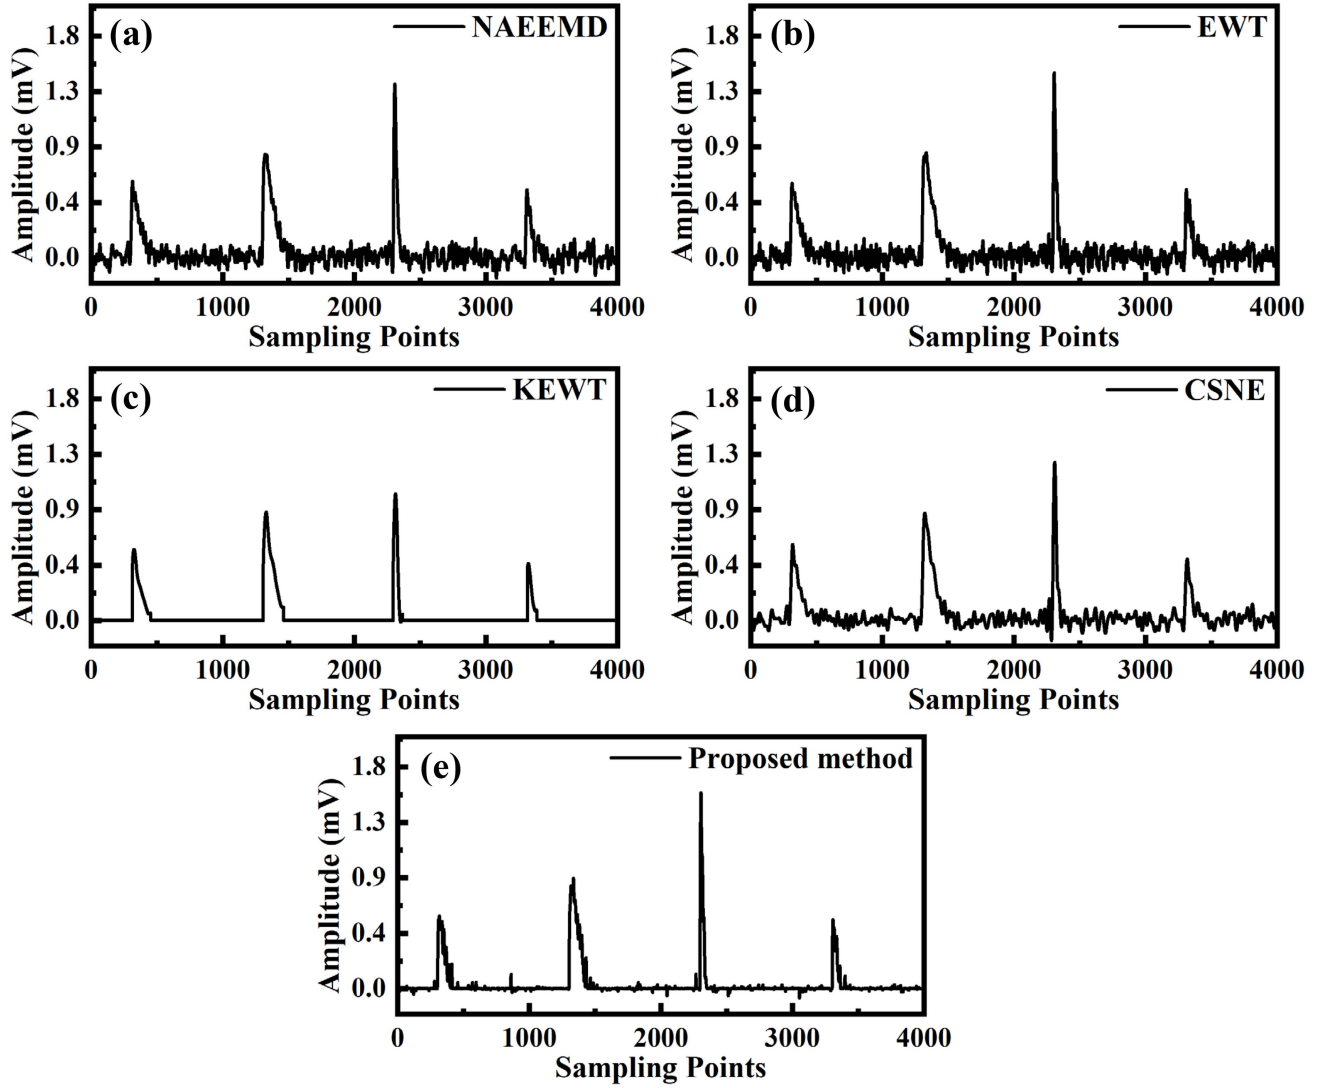 (a)
NAEEMD
Amplitude (mV)
1.8
1.3
0.9
0.4
0.0
0 1000 2000 3000 4000
Sampling Points
(b)
EWT
Amplitude (mV)
1.8
1.3
0.9
0.4
0.0
0 1000 2000 3000 4000
Sampling Points
(c)
KEWT
Amplitude (mV)
1.8
1.3
0.9
0.4
0.0
0 1000 2000 3000 4000
Sampling Points
(d)
CSNE
Amplitude (mV)
1.8
1.3
0.9
0.4
0.0
0 1000 2000 3000 4000
Sampling Points
(e)
Proposed method
Amplitude (mV)
1.8
1.3
0.9
0.4
0.0
0 1000 2000 3000 4000
Sampling Points